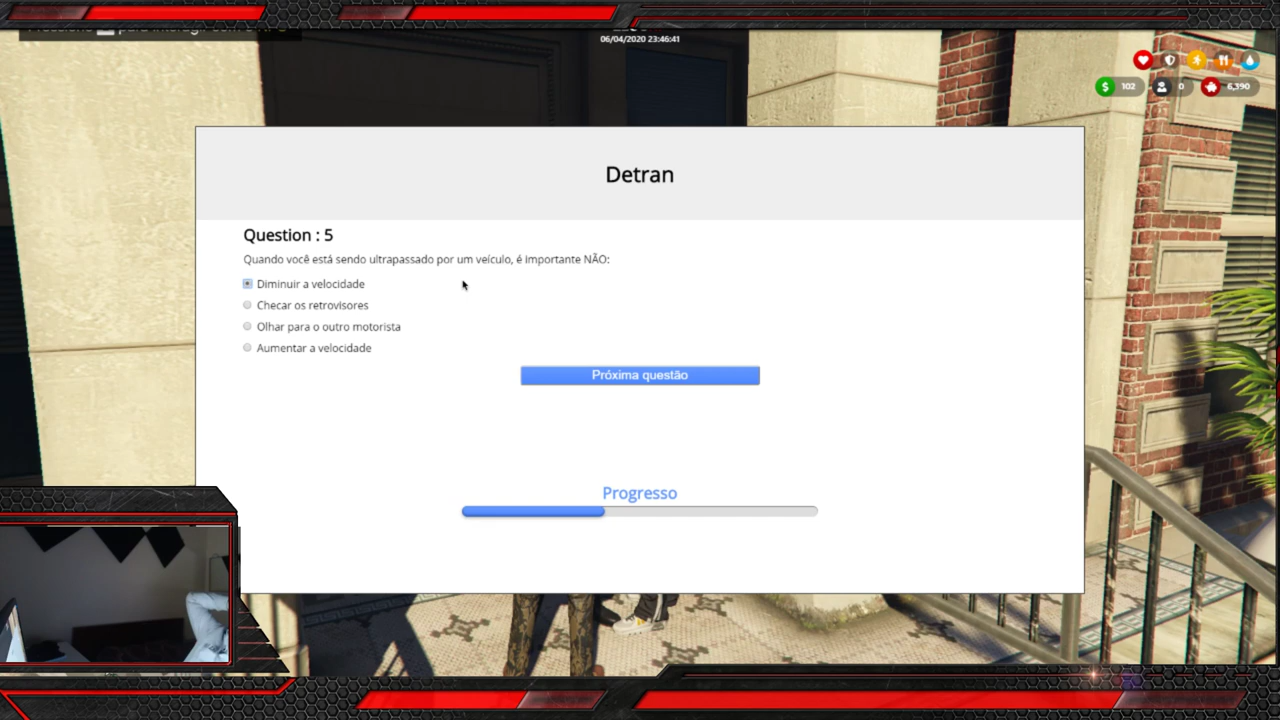 06/04/2020 23:46:41
102
0
6,390
Detran
Question : 5
Quando você está sendo ultrapassado por um veículo, é importante NÃO:
Diminuir a velocidade
Checar os retrovisores
Olhar para o outro motorista
Aumentar a velocidade
Próxima questão
Progresso